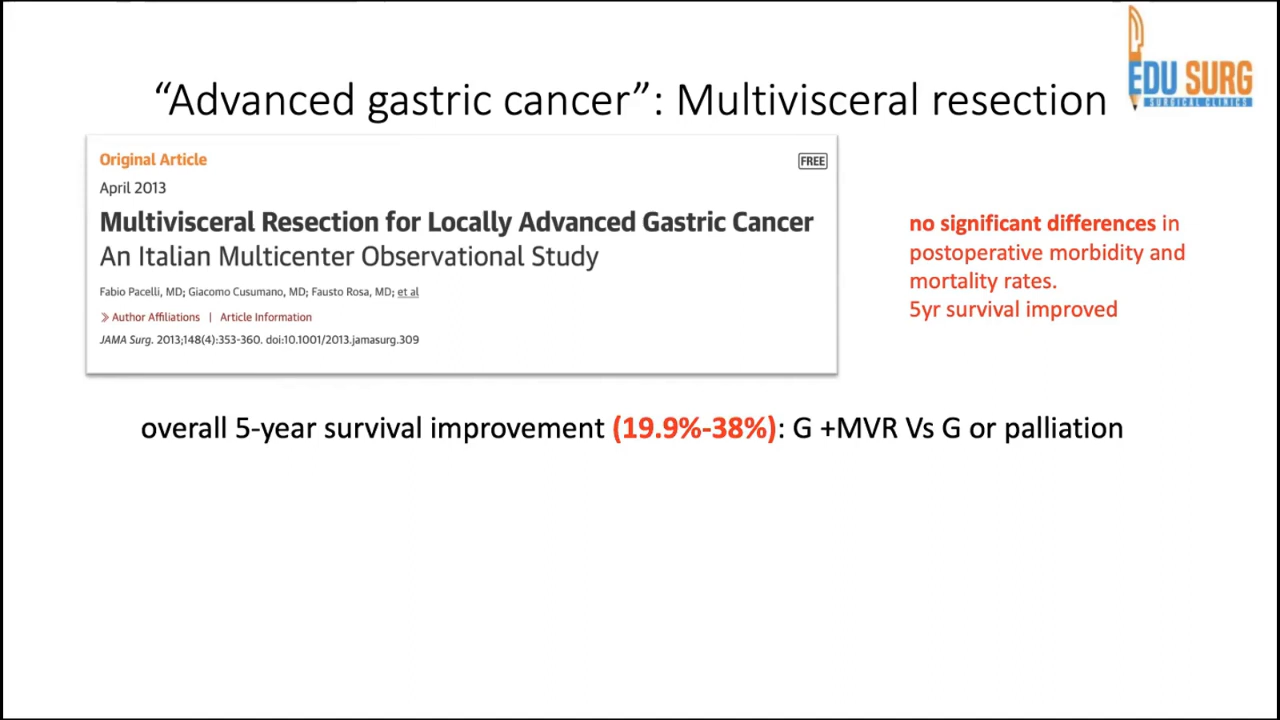 EDU SURG
SURGICAL CLINICS
“Advanced gastric cancer”: Multivisceral resection
Original Article
FREE
April 2013
Multivisceral Resection for Locally Advanced Gastric Cancer
An Italian Multicenter Observational Study
Fabio Pacelli, MD; Giacomo Cusumano, MD; Fausto Rosa, MD; et al
» Author Affiliations | Article Information
JAMA Surg. 2013;148(4):353-360. doi:10.1001/2013.jamasurg.309
no significant differences in
postoperative morbidity and
mortality rates.
5yr survival improved
overall 5-year survival improvement (19.9%-38%): G +MVR Vs G or palliation